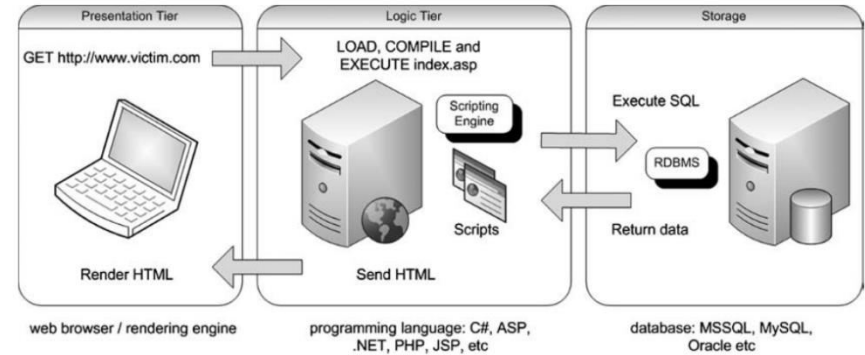 Presentation Tier
GET http://www.victim.com
Render HTML
web browser / rendering engine
Logic Tier
LOAD, COMPILE and
EXECUTE index.asp
Scripting
Engine
Scripts
Send HTML
programming language: C#, ASP,
.NET, PHP, JSP, etc
Storage
Execute SQL
RDBMS
Return data
database: MSSQL, MySQL,
Oracle etc